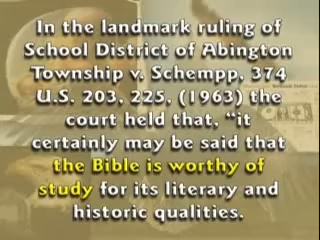 In the landmark ruling of
School District of Abington
Township v. Schempp, 374
U.S. 203, 225, (1963) the
court held that, “it
certainly may be said that
the Bible is worthy of
study for its literary and
historic qualities.